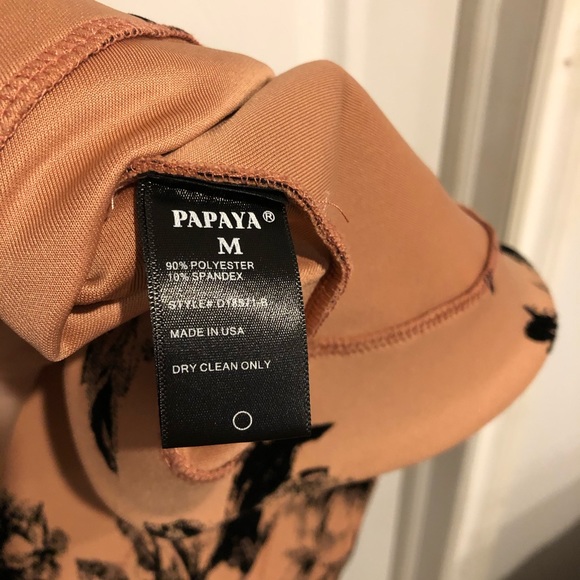 PAPAYA®
M
90% POLYESTER
10% SPANDEX
STYLE#
MADE IN USA
DRY CLEAN ONLY